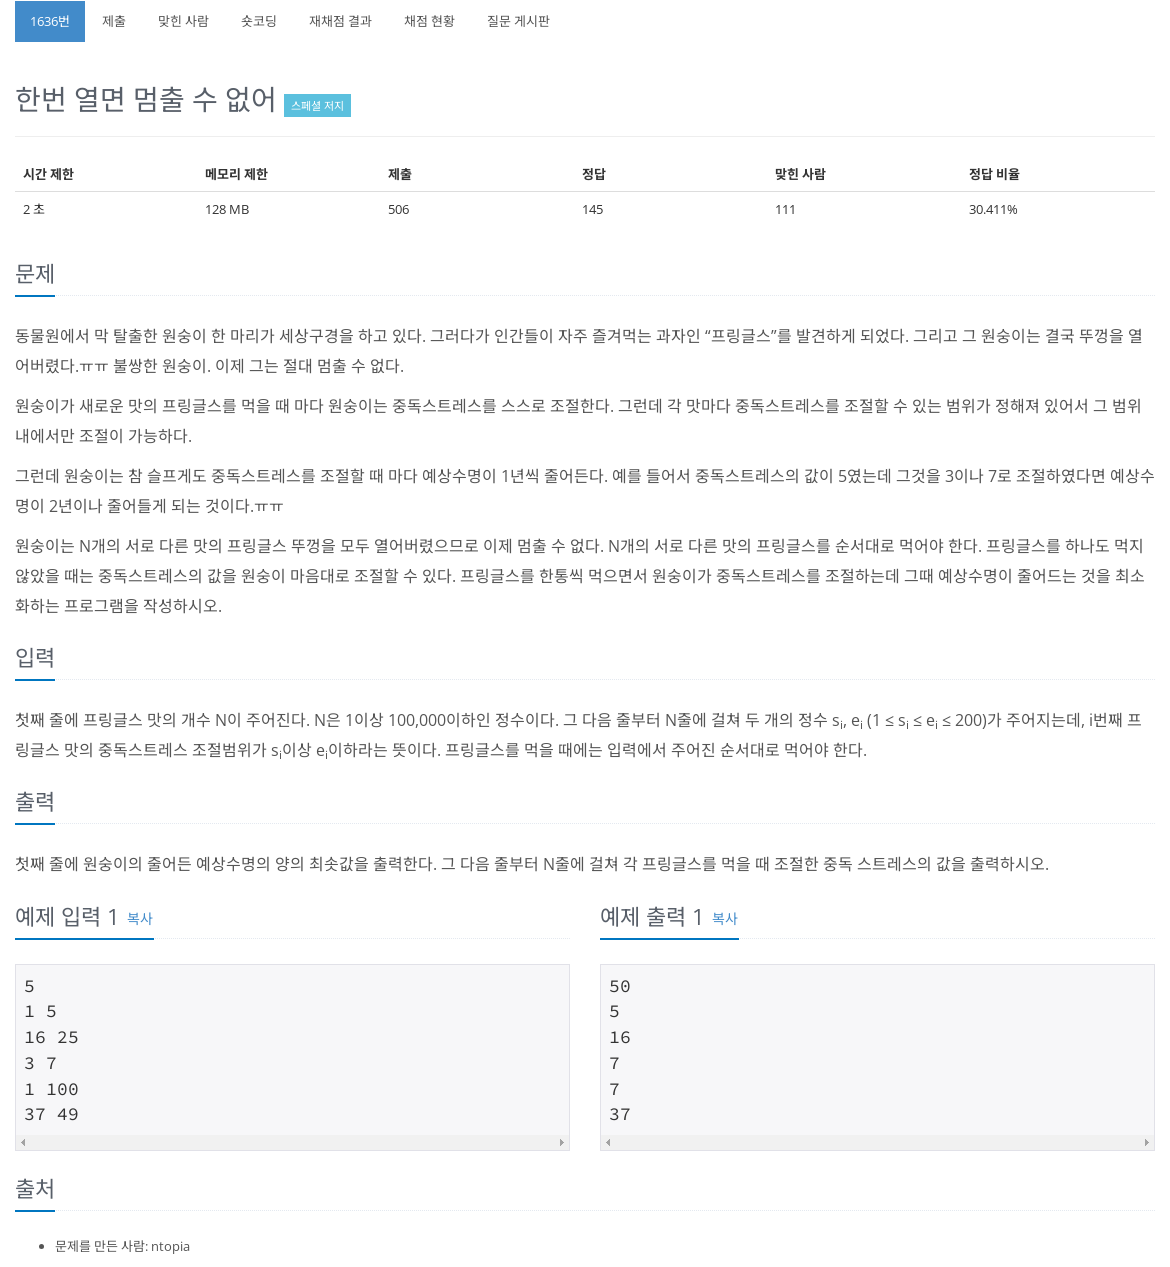 1636번 제출 맞힌 사람 숏코딩 재채점 결과 채점 현황 질문 게시판
한번 열면 멈출 수 없어 스페셜 저지
시간 제한 메모리 제한 제출 정답 맞힌 사람 정답 비율
2 초 128 MB 506 145 111 30.411%
문제
동물원에서 막 탈출한 원숭이 한 마리가 세상구경을 하고 있다. 그러다가 인간들이 자주 즐겨먹는 과자인 “프링글스”를 발견하게 되었다. 그리고 그 원숭이는 결국 뚜껑을 열
어버렸다.ㅠㅠ 불쌍한 원숭이. 이제 그는 절대 멈출 수 없다.
원숭이가 새로운 맛의 프링글스를 먹을 때 마다 원숭이는 중독스트레스를 스스로 조절한다. 그런데 각 맛마다 중독스트레스를 조절할 수 있는 범위가 정해져 있어서 그 범위
내에서만 조절이 가능하다.
그런데 원숭이는 참 슬프게도 중독스트레스를 조절할 때 마다 예상수명이 1년씩 줄어든다. 예를 들어서 중독스트레스의 값이 5였는데 그것을 3이나 7로 조절하였다면 예상수
명이 2년이나 줄어들게 되는 것이다.ㅠㅠ
원숭이는 N개의 서로 다른 맛의 프링글스 뚜껑을 모두 열어버렸으므로 이제 멈출 수 없다. N개의 서로 다른 맛의 프링글스를 순서대로 먹어야 한다. 프링글스를 하나도 먹지
않았을 때는 중독스트레스의 값을 원숭이 마음대로 조절할 수 있다. 프링글스를 한통씩 먹으면서 원숭이가 중독스트레스를 조절하는데 그때 예상수명이 줄어드는 것을 최소
화하는 프로그램을 작성하시오.
입력
첫째 줄에 프링글스 맛의 개수 N이 주어진다. N은 1이상 100,000이하인 정수이다. 그 다음 줄부터 N줄에 걸쳐 두 개의 정수 si, ei (1 ≤ si ≤ ei ≤ 200)가 주어지는데, i번째 프
링글스 맛의 중독스트레스 조절범위가 si이상 ei이하라는 뜻이다. 프링글스를 먹을 때에는 입력에서 주어진 순서대로 먹어야 한다.
출력
첫째 줄에 원숭이의 줄어든 예상수명의 양의 최솟값을 출력한다. 그 다음 줄부터 N줄에 걸쳐 각 프링글스를 먹을 때 조절한 중독 스트레스의 값을 출력하시오.
예제 입력 1 복사
5
1 5
16 25
3 7
1 100
37 49
예제 출력 1 복사
50
5
16
7
7
37
출처
문제를 만든 사람: ntopia